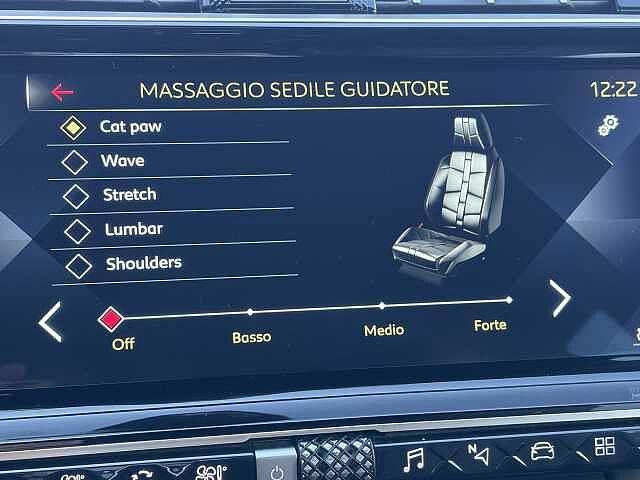 MASSAGGIO SEDILE GUIDATORE
12:22
Cat paw
Wave
Stretch
Lumbar
Shoulders
Off
Basso
Medio
Forte
N